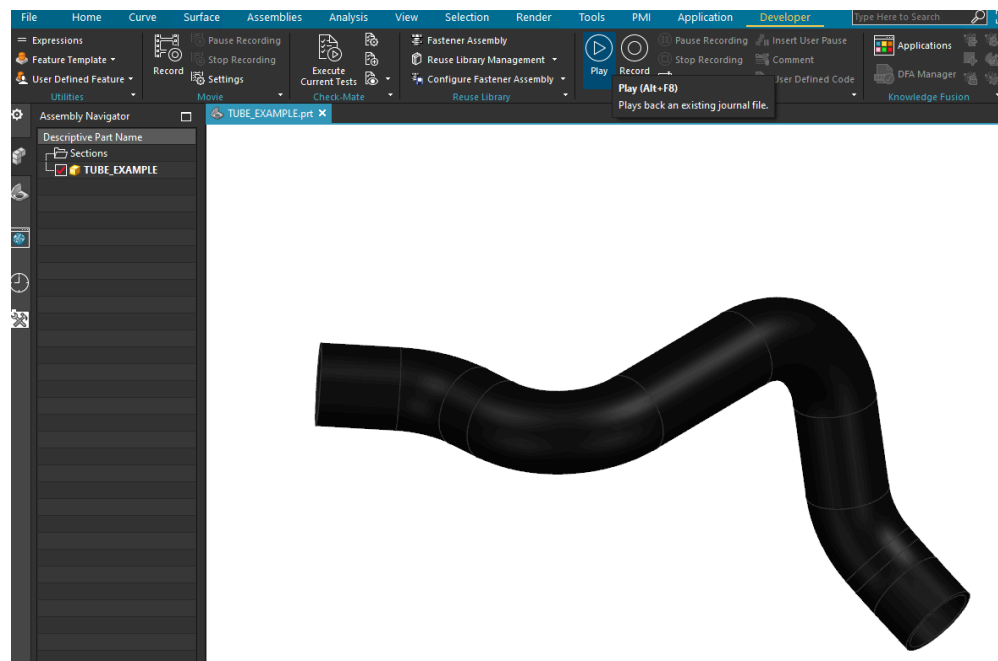 File Home Curve Surface Assemblies Analysis View Selection Render Tools PMI Application Developer Type Here to Search
Expressions
Feature Template
User Defined Feature
Utilities
Record
Pause Recording
Stop Recording
Settings
Movie
Execute
Current Tests
Check-Mate
Fastener Assembly
Reuse Library Management
Configure Fastener Assembly
Reuse Library
Play
Record
Pause Recording
Stop Recording
Insert User Pause
Comment
User Defined Code
Play (Alt+F8)
Plays back an existing journal file.
Applications
DFA Manager
Knowledge Fusion
Assembly Navigator
TUBE_EXAMPLE.prt
Descriptive Part Name
Sections
TUBE_EXAMPLE